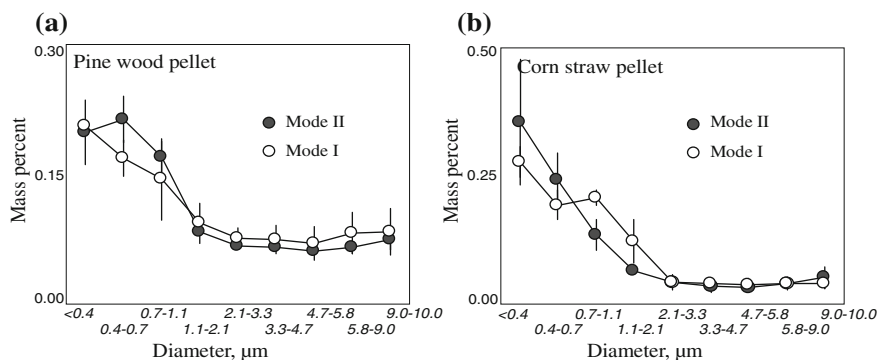 (a)
0.30
Pine wood pellet
Mode II
Mode I
0.15
Mass percent
0.00
<0.4 0.7-1.1 2.1-3.3 4.7-5.8 9.0-10.0
0.4-0.7 1.1-2.1 3.3-4.7 5.8-9.0
Diameter, µm
(b)
0.50
Corn straw pellet
Mode II
Mode I
0.25
Mass percent
0.00
<0.4 0.7-1.1 2.1-3.3 4.7-5.8 9.0-10.0
0.4-0.7 1.1-2.1 3.3-4.7 5.8-9.0
Diameter, µm